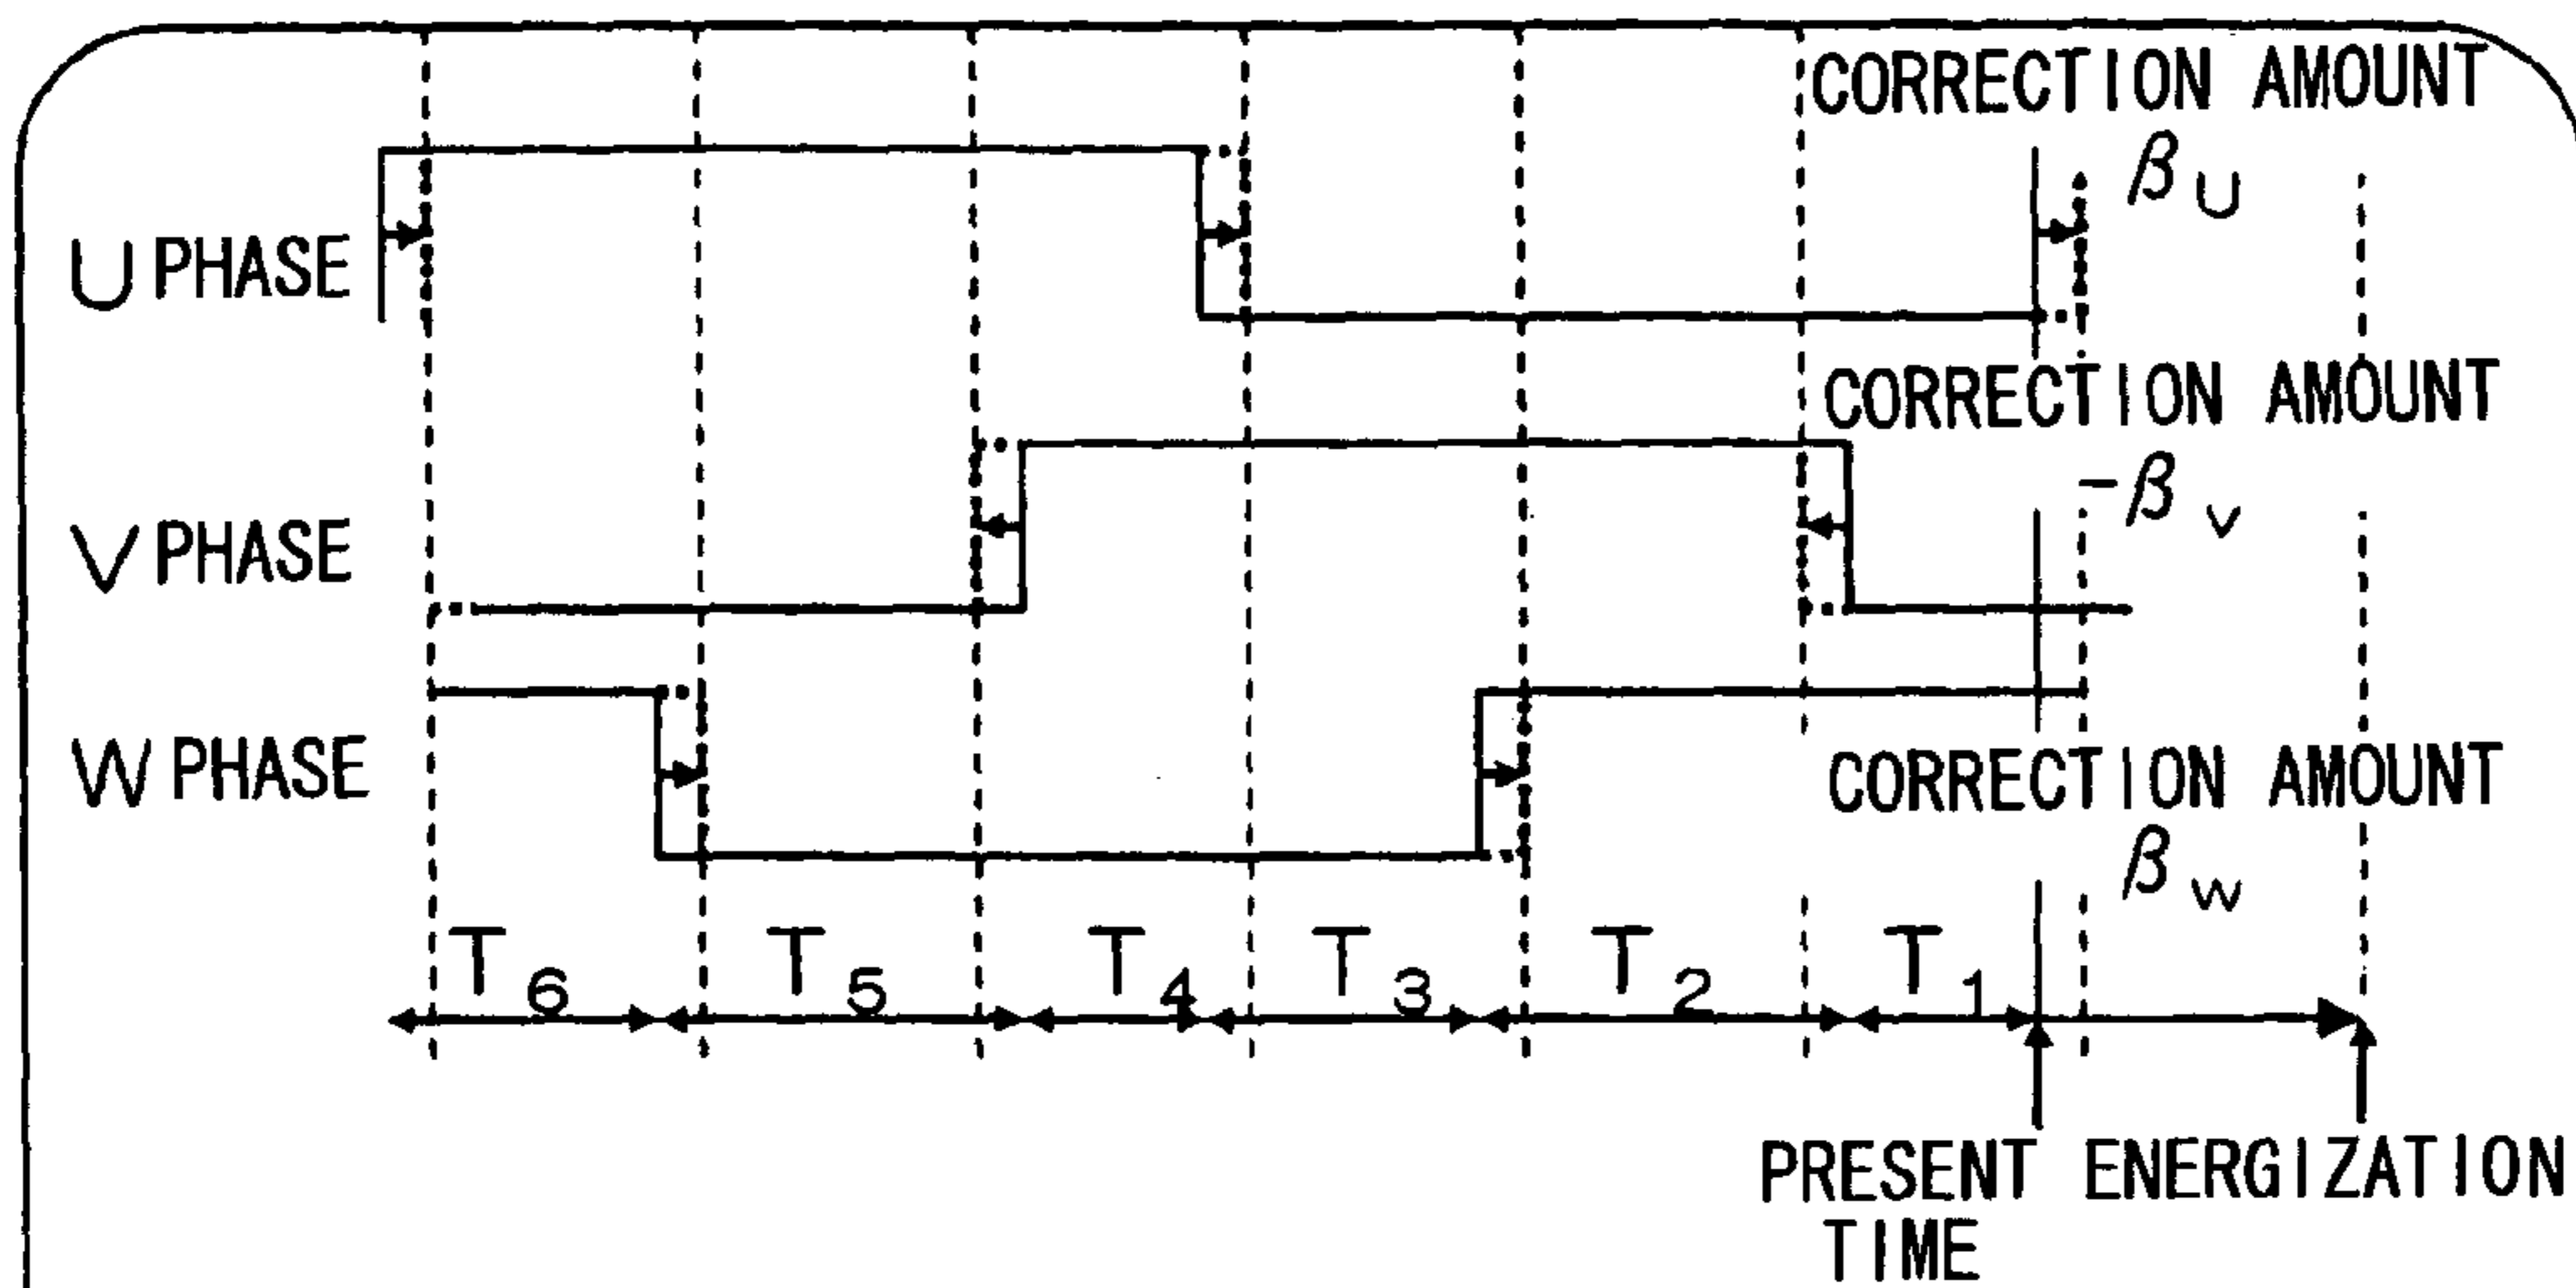 CORRECTION AMOUNT
βU
U PHASE
CORRECTION AMOUNT
-βV
V PHASE
W PHASE
CORRECTION AMOUNT
βW
T6 T5 T4 T3 T2 T1
PRESENT ENERGIZATION
TIME